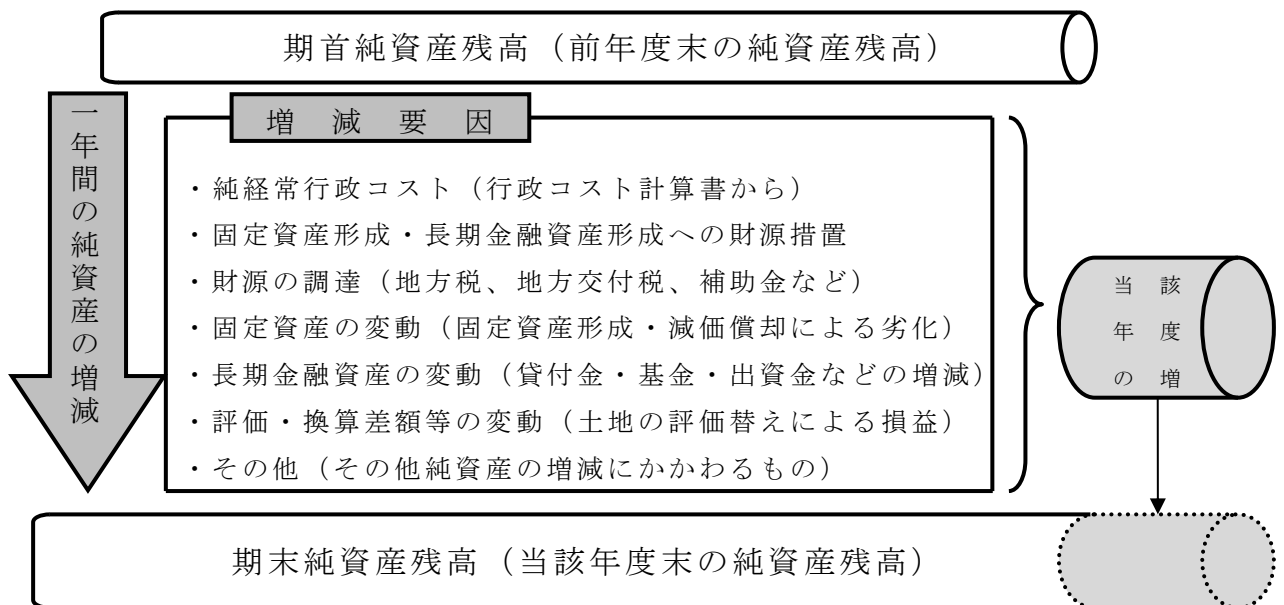 期首純資産残高（前年度末の純資産残高）
一年間の純資産の増減
増減要因
・純経常行政コスト（行政コスト計算書から）
・固定資産形成・長期金融資産形成への財源措置
・財源の調達（地方税、地方交付税、補助金など）
・固定資産の変動（固定資産形成・減価償却による劣化）
・長期金融資産の変動（貸付金・基金・出資金などの増減）
・評価・換算差額等の変動（土地の評価替えによる損益）
・その他（その他純資産の増減にかかわるもの）
当該
年度
の増
期末純資産残高（当該年度末の純資産残高）